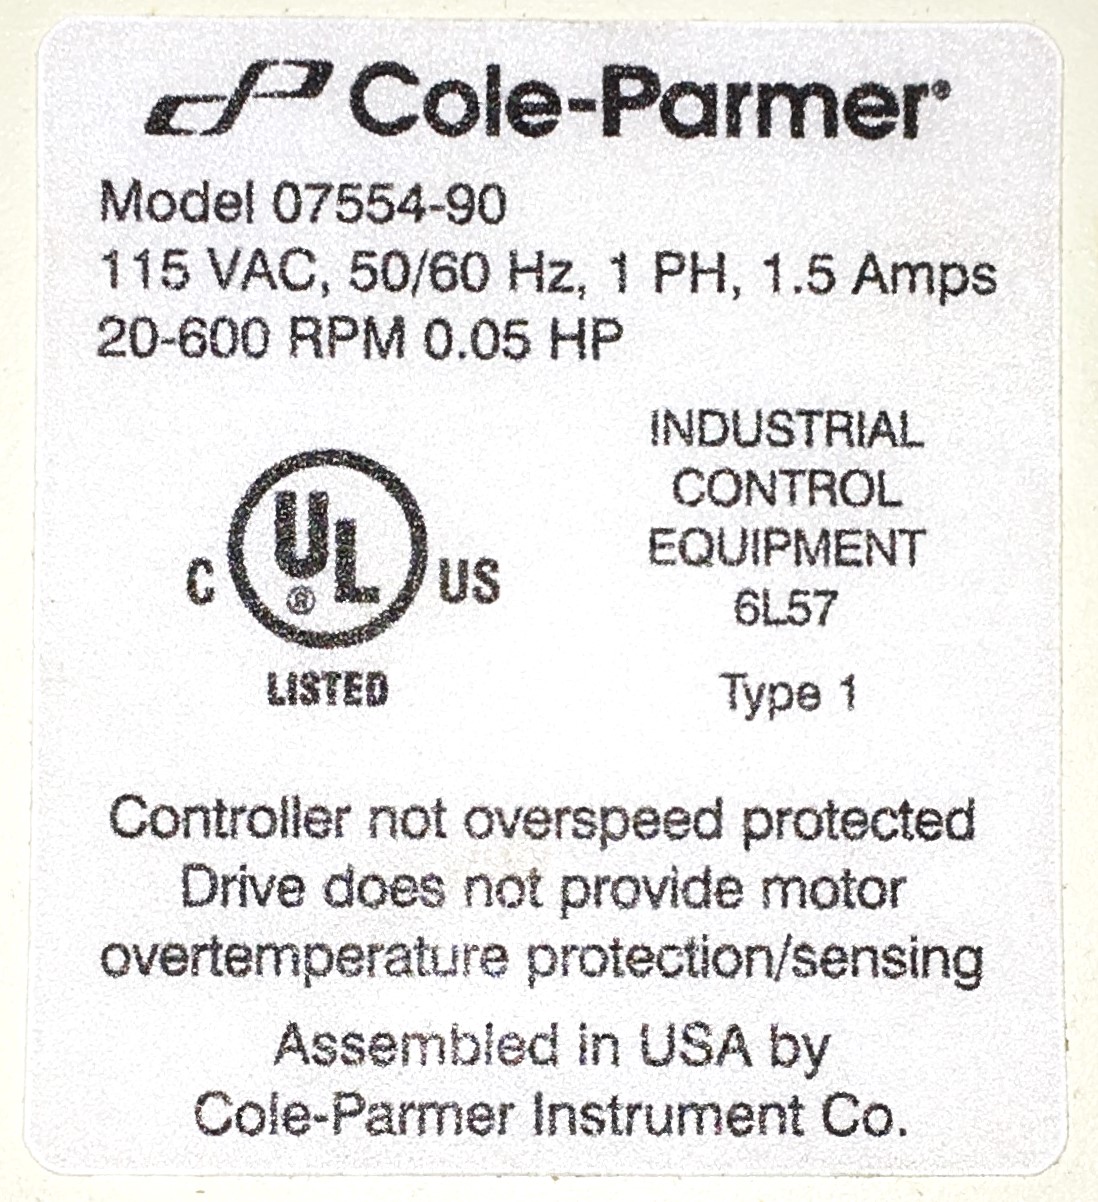 Cole-Parmer®
Model 07554-90
115 VAC, 50/60 Hz, 1 PH, 1.5 Amps
20-600 RPM 0.05 HP
INDUSTRIAL
CONTROL
EQUIPMENT
6L57
Type 1
C UL® US
LISTED
Controller not overspeed protected
Drive does not provide motor
overtemperature protection/sensing
Assembled in USA by
Cole-Parmer Instrument Co.